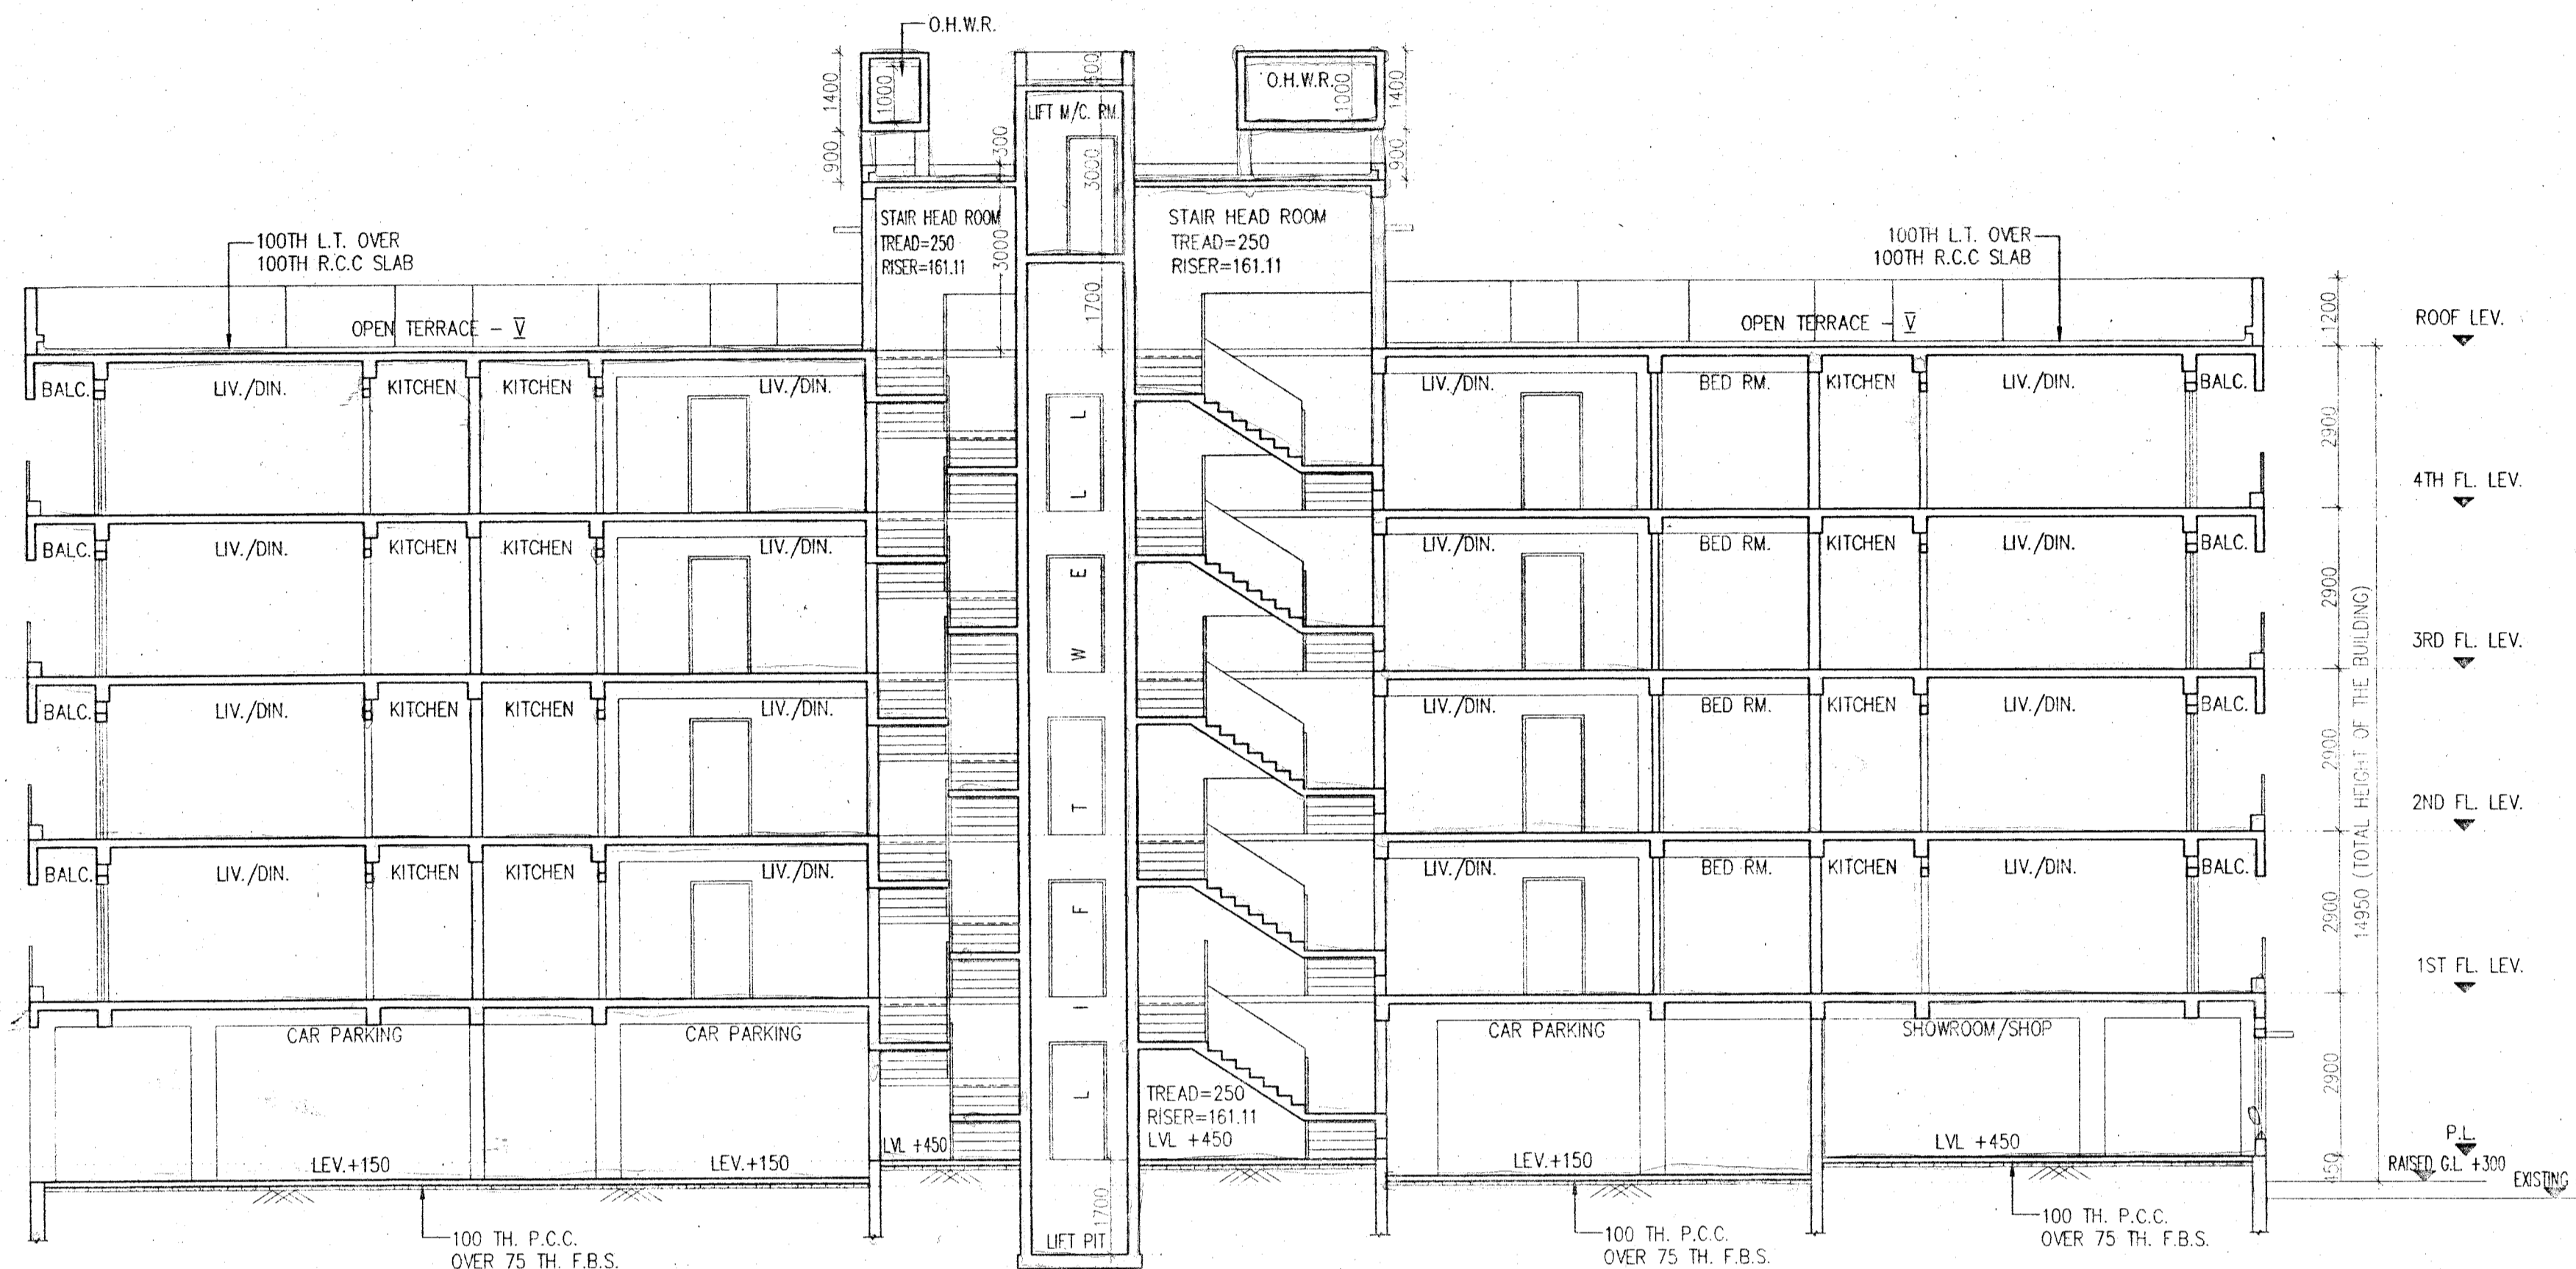 O.H.W.R.
1400
1000
900
300
600
LIFT M/C. RM.
3000
O.H.W.R.
1000
1400
900
STAIR HEAD ROOM
TREAD=250
RISER=161.11
3000
1700
STAIR HEAD ROOM
TREAD=250
RISER=161.11
100TH L.T. OVER
100TH R.C.C SLAB
100TH L.T. OVER
100TH R.C.C SLAB
OPEN TERRACE - V
OPEN TERRACE - V
1200
ROOF LEV.
BALC. LIV./DIN. KITCHEN KITCHEN LIV./DIN.
LIV./DIN. BED RM. KITCHEN LIV./DIN. BALC.
2900
4TH FL. LEV.
BALC. LIV./DIN. KITCHEN KITCHEN LIV./DIN.
LIV./DIN. BED RM. KITCHEN LIV./DIN. BALC.
2900
3RD FL. LEV.
BALC. LIV./DIN. KITCHEN KITCHEN LIV./DIN.
LIV./DIN. BED RM. KITCHEN LIV./DIN. BALC.
2900
2ND FL. LEV.
BALC. LIV./DIN. KITCHEN KITCHEN LIV./DIN.
LIV./DIN. BED RM. KITCHEN LIV./DIN. BALC.
2900
1ST FL. LEV.
14950 (TOTAL HEIGHT OF THE BUILDING)
LIFT WELL
CAR PARKING
CAR PARKING
CAR PARKING
SHOWROOM/SHOP
2900
TREAD=250
RISER=161.11
LVL +450
LVL +450
LVL +450
P.L.
LEV.+150
LEV.+150
LEV.+150
450
RAISED G.L. +300
EXISTING
1700
LIFT PIT
100 TH. P.C.C.
OVER 75 TH. F.B.S.
100 TH. P.C.C.
OVER 75 TH. F.B.S.
100 TH. P.C.C.
OVER 75 TH. F.B.S.